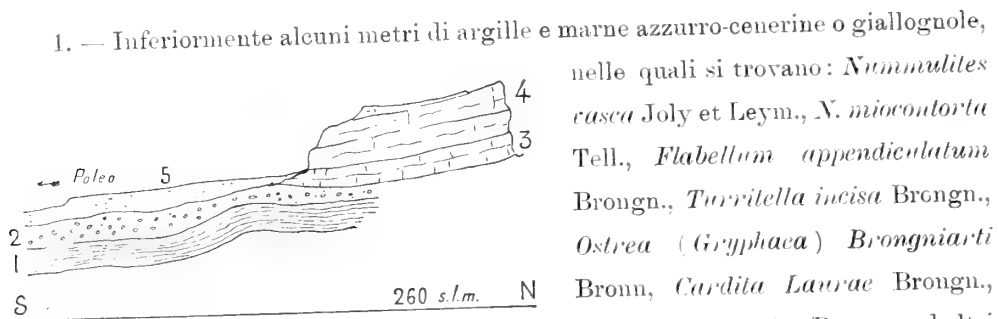 1. — Inferiormente alcuni metri di argille e marne azzurro-cenerine o giallognole,
nelle quali si trovano: Nummulites
vasca Joly et Leym., N. miocontorta
Tell., Flabellum appendiculatum
Brongn., Turritella incisa Brongn.,
Ostrea (Gryphaea) Brongniarti
Bronn, Cardita Laurae Brongn.,
4
3
Poleo 5
2
1
S 260 s.l.m. N